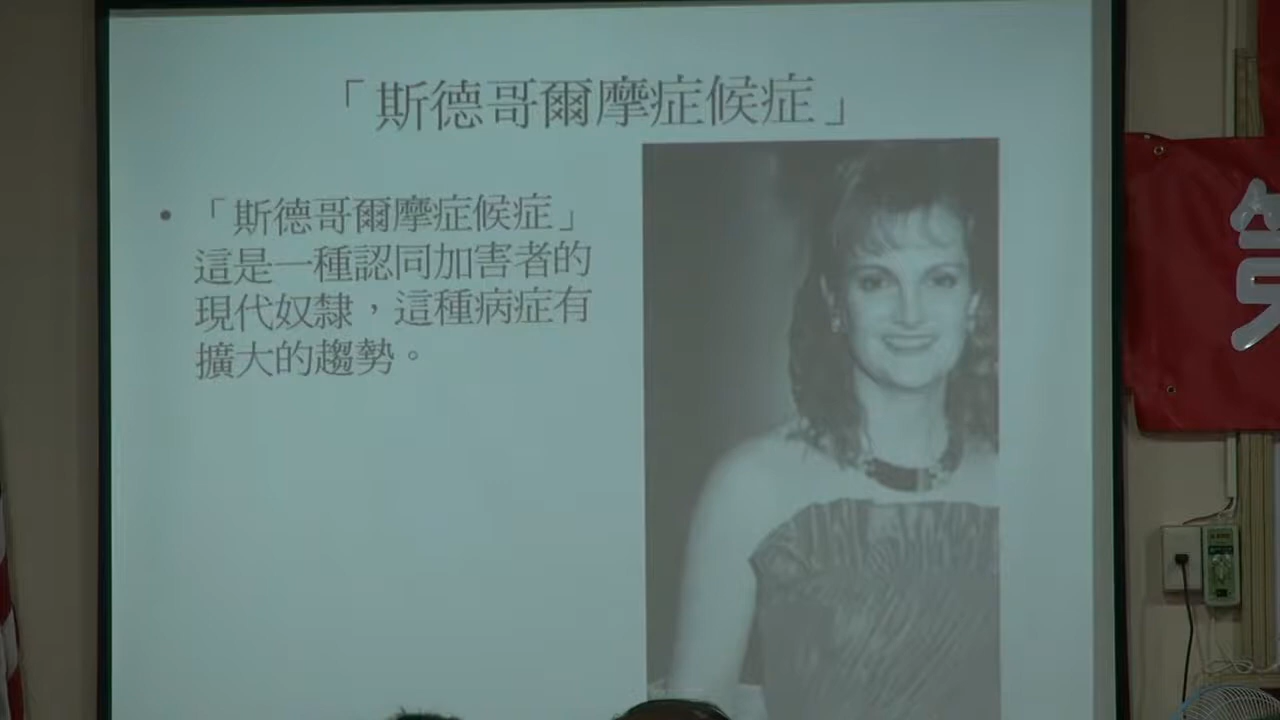 「斯德哥爾摩症候症」
• 「斯德哥爾摩症候症」
這是一種認同加害者的
現代奴隸，這種病症有
擴大的趨勢。
第